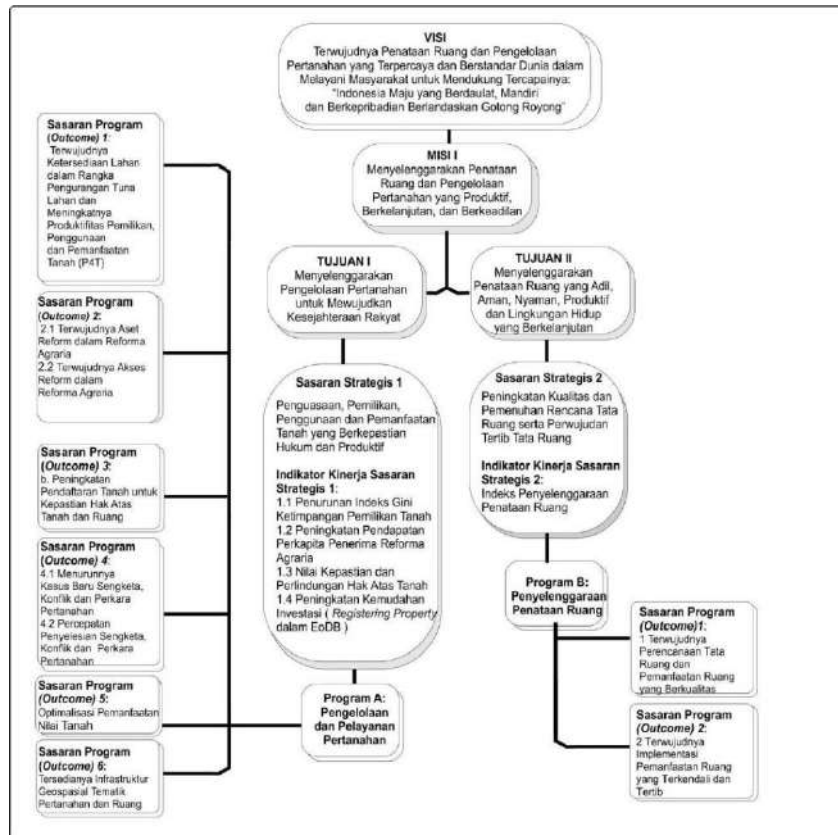 VISI
Terwujudnya Penataan Ruang dan Pengelolaan
Pertanahan yang Terpercaya dan Berstandar Dunia dalam
Melayani Masyarakat untuk Mendukung Tercapainya:
"Indonesia Maju yang Berdaulat, Mandiri
dan Berkepribadian Berlandaskan Gotong Royong"
MISI I
Menyelenggarakan Penataan
Ruang dan Pengelolaan
Pertanahan yang Produktif,
Berkelanjutan, dan Berkeadilan
TUJUAN I
Menyelenggarakan
Pengelolaan Pertanahan
untuk Mewujudkan
Kesejahteraan Rakyat
TUJUAN II
Menyelenggarakan
Penataan Ruang yang Adil,
Aman, Nyaman, Produktif
dan Lingkungan Hidup
yang Berkelanjutan
Sasaran Strategis 1
Penguasaan, Pemilikan,
Penggunaan dan Pemanfaatan
Tanah yang Berkepastian
Hukum dan Produktif
Indikator Kinerja Sasaran
Strategis 1:
1.1 Penurunan Indeks Gini
Ketimpangan Pemilikan Tanah
1.2 Peningkatan Pendapatan
Perkapita Penerima Reforma
Agraria
1.3 Nilai Kepastian dan
Perlindungan Hak Atas Tanah
1.4 Peningkatan Kemudahan
Investasi ( Registering Property
dalam EoDB )
Sasaran Strategis 2
Peningkatan Kualitas dan
Pemenuhan Rencana Tata
Ruang serta Perwujudan
Tertib Tata Ruang
Indikator Kinerja Sasaran
Strategis 2:
Indeks Penyelenggaraan
Penataan Ruang
Program A:
Pengelolaan
dan Pelayanan
Pertanahan
Program B:
Penyelenggaraan
Penataan Ruang
Sasaran Program
(Outcome) 1:
Terwujudnya
Ketersediaan Lahan
dalam Rangka
Pengurangan Tuna
Lahan dan
Meningkatnya
Produktifitas Pemilikan,
Penggunaan
dan Pemanfaatan
Tanah (P4T)
Sasaran Program
(Outcome) 2:
2.1 Terwujudnya Aset
Reform dalam Reforma
Agraria
2.2 Terwujudnya Akses
Reform dalam
Reforma Agraria
Sasaran Program
(Outcome) 3:
b. Peningkatan
Pendaftaran Tanah untuk
Kepastian Hak Atas
Tanah dan Ruang
Sasaran Program
(Outcome) 4:
4.1 Menurunnya
Kasus Baru Sengketa,
Konflik dan Perkara
Pertanahan
4.2 Percepatan
Penyelesian Sengketa,
Konflik dan Perkara
Pertanahan
Sasaran Program
(Outcome) 5:
Optimalisasi Pemanfaatan
Nilai Tanah
Sasaran Program
(Outcome) 6:
Tersedianya Infrastruktur
Geospasial Tematik
Pertanahan dan Ruang
Sasaran Program
(Outcome)1:
1 Terwujudnya
Perencanaan Tata
Ruang dan
Pemanfaatan Ruang
yang Berkualitas
Sasaran Program
(Outcome) 2:
2 Terwujudnya
Implementasi
Pemanfaatan Ruang
yang Terkendali dan
Tertib